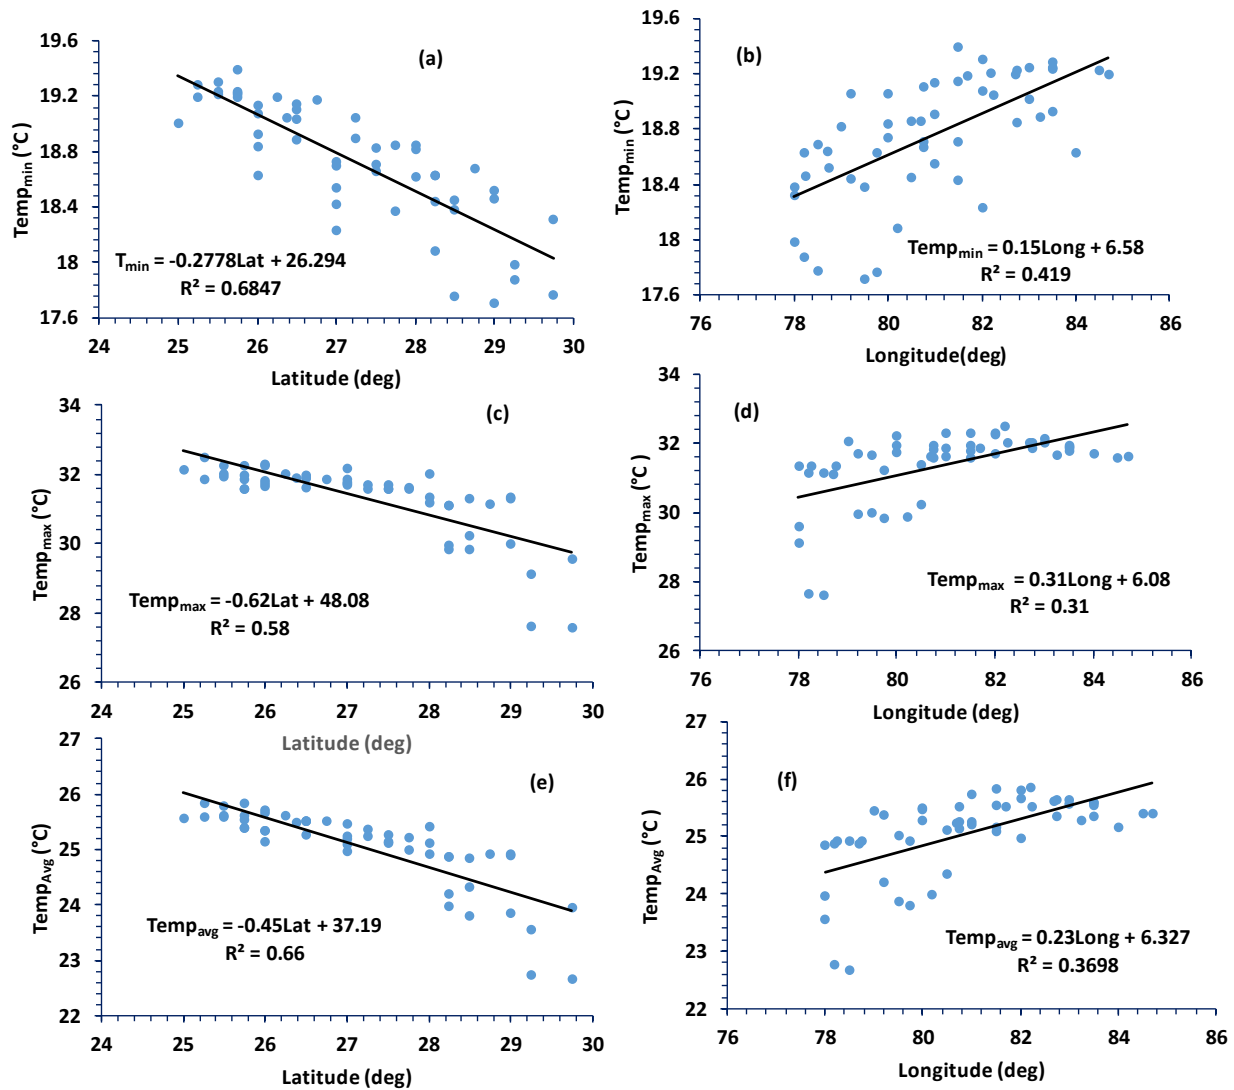 19.6
19.2
18.8
18.4
18
17.6
Temp_min (°C)
(a)
T_min = -0.2778Lat + 26.294
R² = 0.6847
24 25 26 27 28 29 30
Latitude (deg)
19.6
19.2
18.8
18.4
18
17.6
Temp_min (°C)
(b)
Temp_min = 0.15Long + 6.58
R² = 0.419
76 78 80 82 84 86
Longitude(deg)
34
32
30
28
26
Temp_max (°C)
(c)
Temp_max = -0.62Lat + 48.08
R² = 0.58
24 25 26 27 28 29 30
Latitude (deg)
34
32
30
28
26
Temp_max (°C)
(d)
Temp_max = 0.31Long + 6.08
R² = 0.31
76 78 80 82 84 86
Longitude (deg)
27
26
25
24
23
22
Temp_Avg (°C)
(e)
Temp_avg = -0.45Lat + 37.19
R² = 0.66
24 25 26 27 28 29 30
Latitude (deg)
27
26
25
24
23
22
Temp_Avg (°C)
(f)
Temp_avg = 0.23Long + 6.327
R² = 0.3698
76 78 80 82 84 86
Longitude (deg)